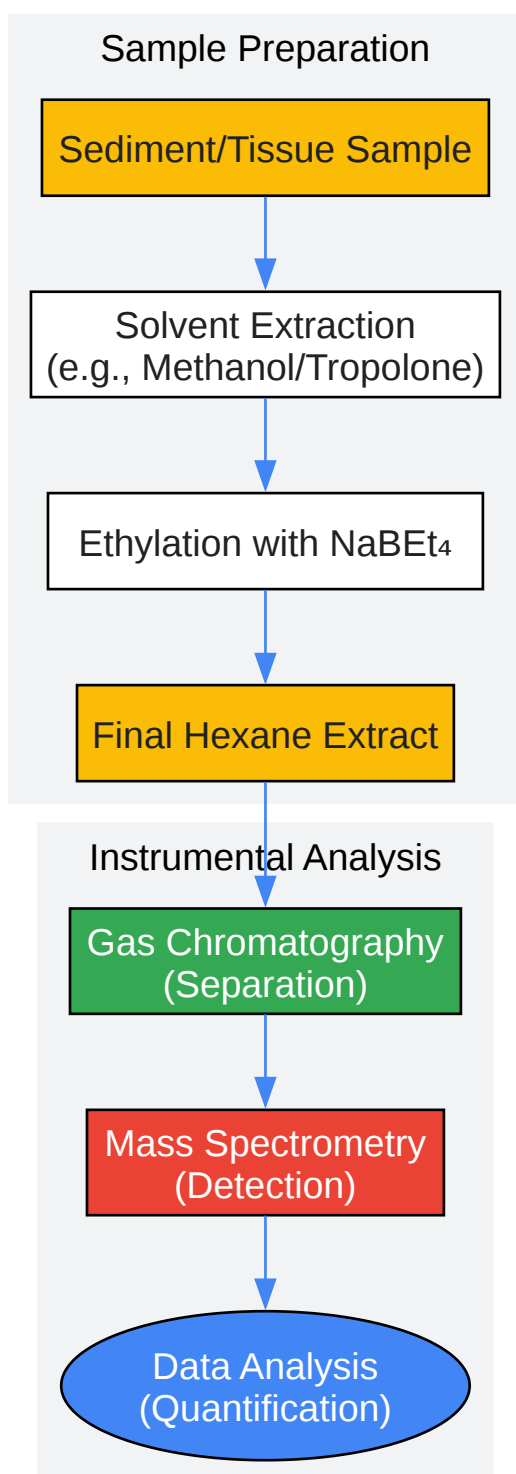 Sample Preparation
Sediment/Tissue Sample
Solvent Extraction
(e.g., Methanol/Tropolone)
Ethylation with NaBEt₄
Final Hexane Extract
Instrumental Analysis
Gas Chromatography
(Separation)
Mass Spectrometry
(Detection)
Data Analysis
(Quantification)